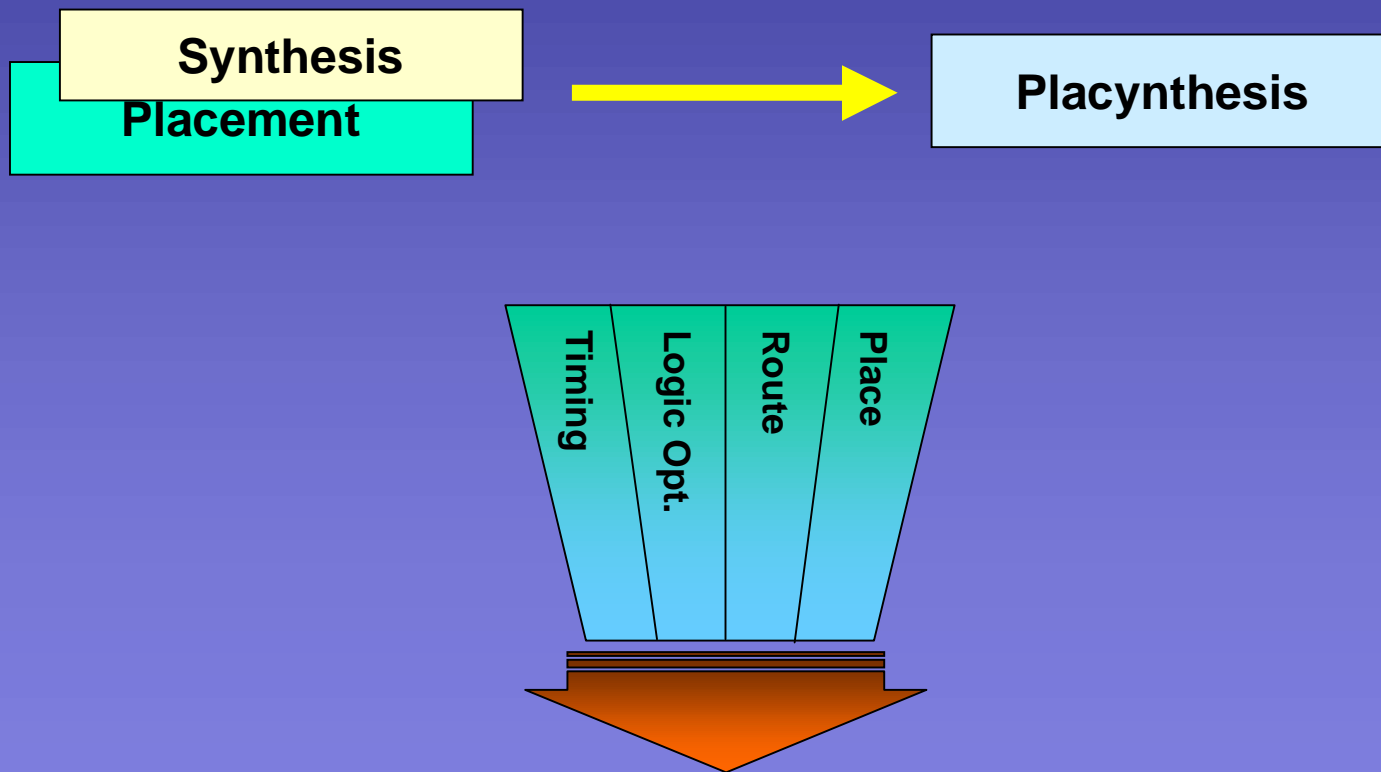 Synthesis
Placement
Placynthesis
Timing
Logic Opt.
Route
Place